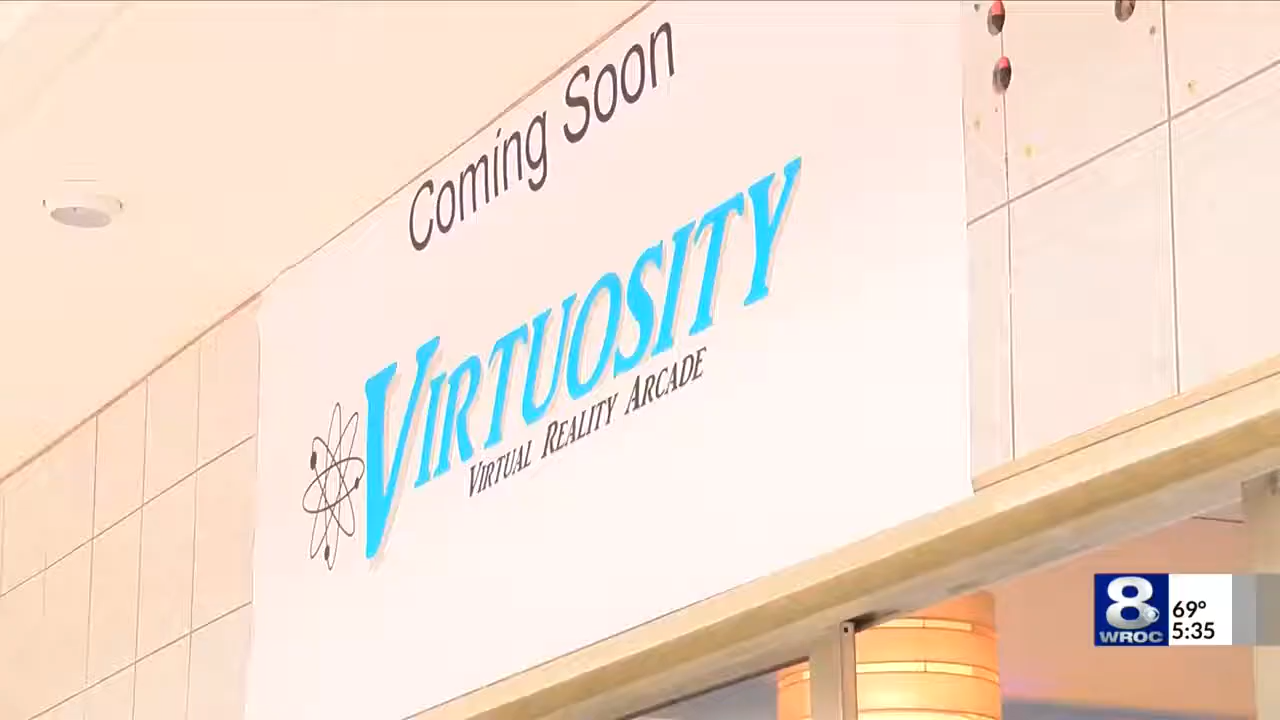 Coming Soon
VIRTUOSITY
VIRTUAL REALITY ARCADE
8
WROC
69°
5:35